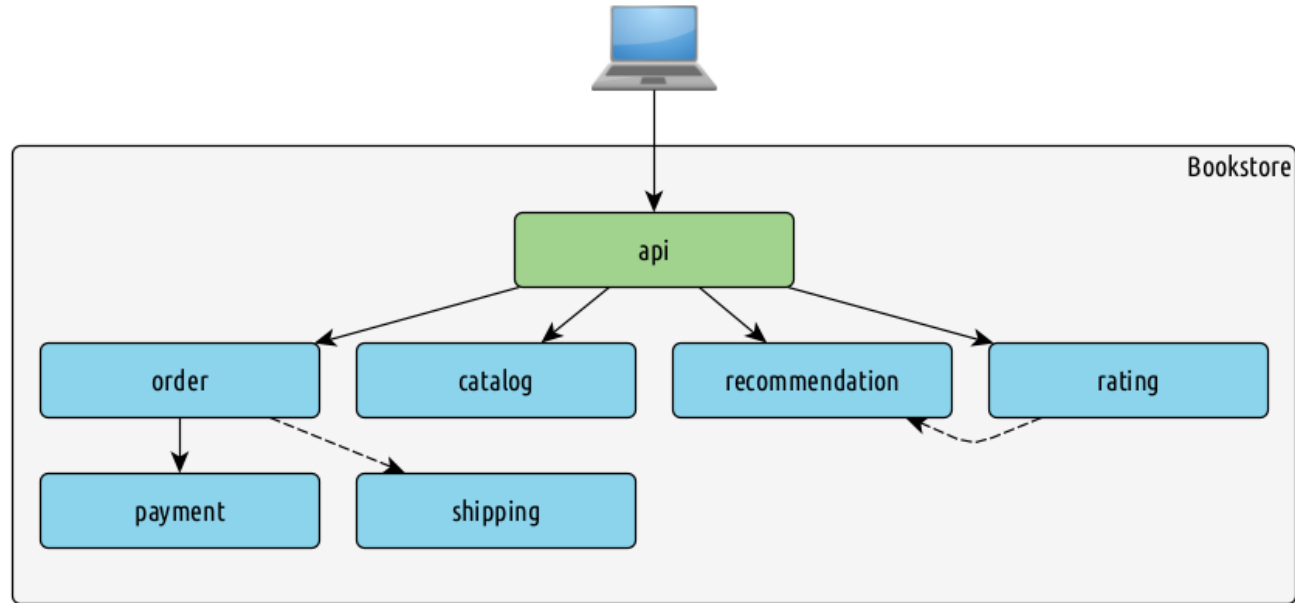 Bookstore
api
order
catalog
recommendation
rating
payment
shipping